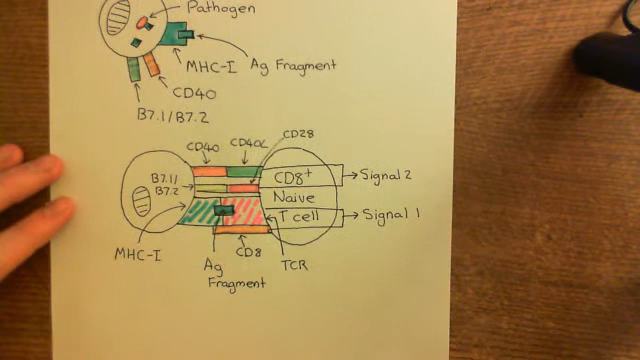 Pathogen
MHC-I
Ag Fragment
CD40
B7.1/B7.2
CD40
CD40L
CD28
B7.1/
B7.2
CD8+
Naive
T cell
Signal 2
Signal 1
MHC-I
Ag
Fragment
CD8
TCR